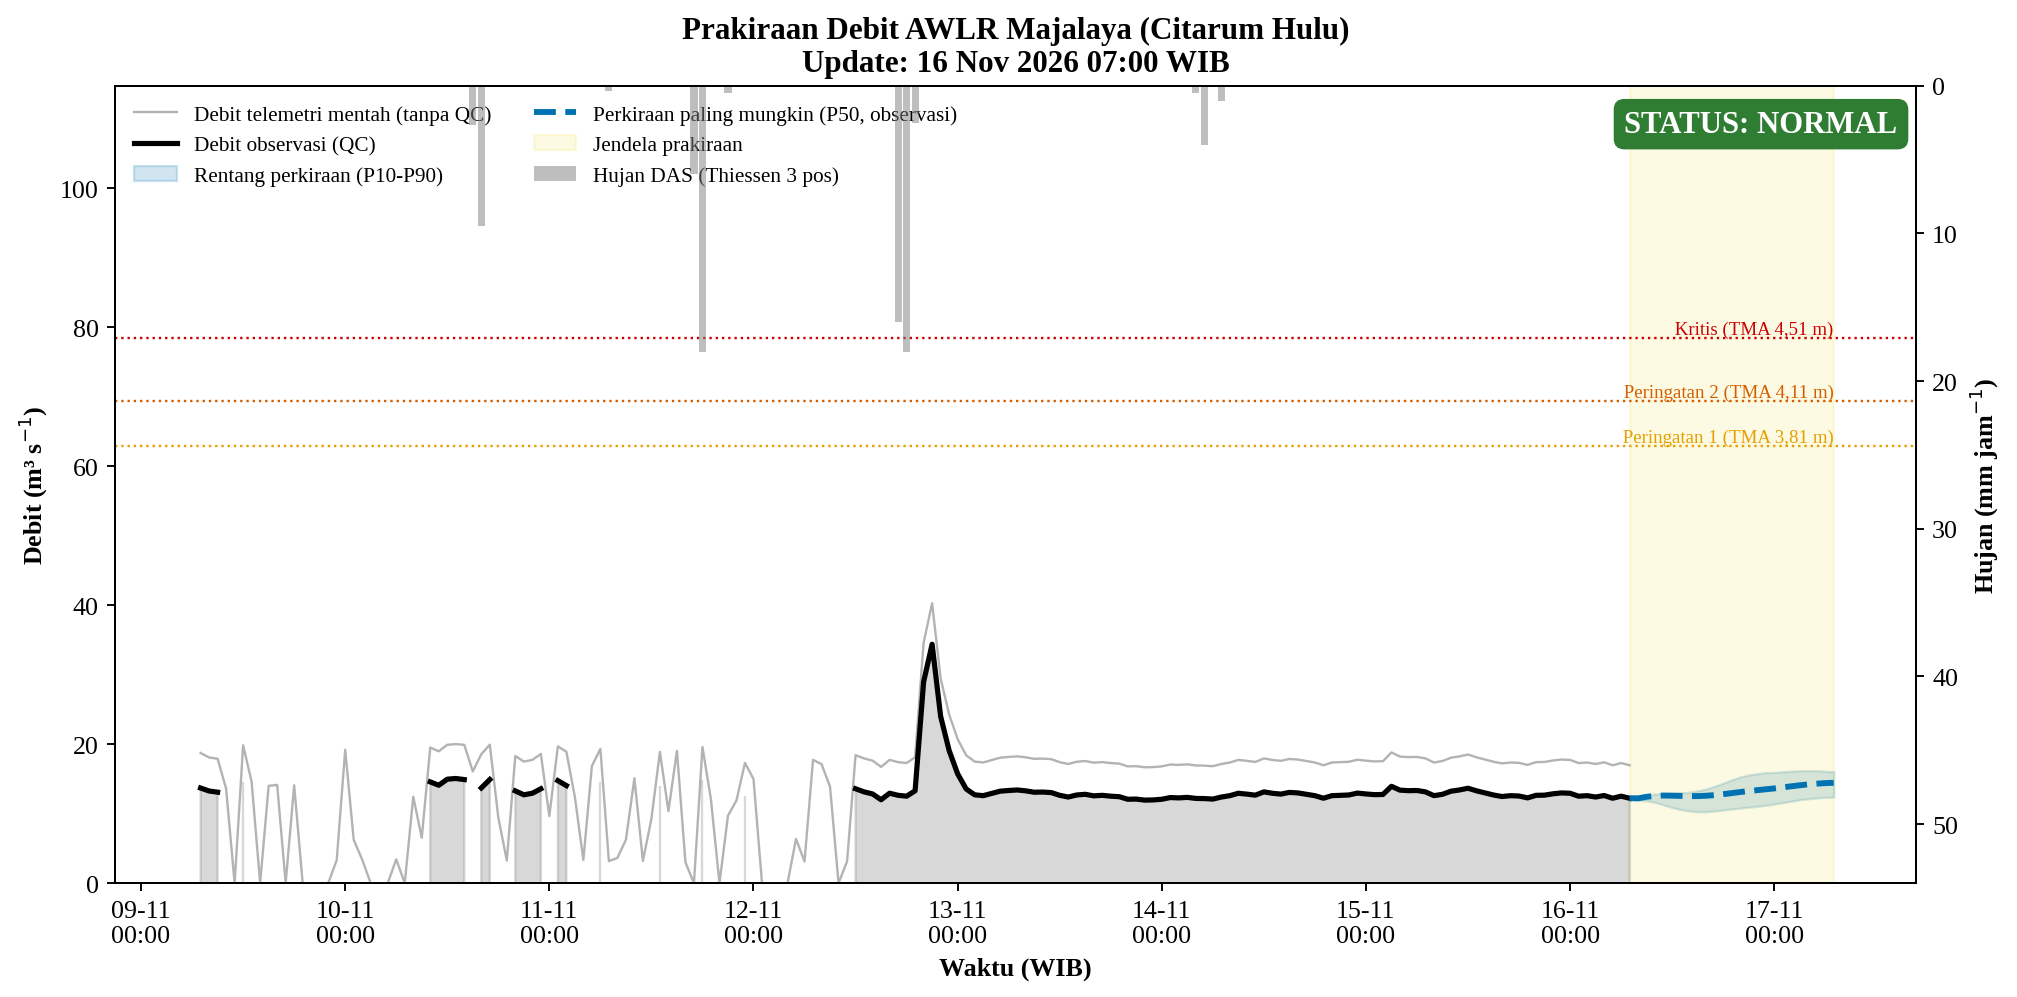 Prakiraan Debit AWLR Majalaya (Citarum Hulu)
Update: 16 Nov 2026 07:00 WIB
Debit telemetri mentah (tanpa QC)
Debit observasi (QC)
Rentang perkiraan (P10-P90)
Perkiraan paling mungkin (P50, observasi)
Jendela prakiraan
Hujan DAS (Thiessen 3 pos)
STATUS: NORMAL
Kritis (TMA 4,51 m)
Peringatan 2 (TMA 4,11 m)
Peringatan 1 (TMA 3,81 m)
Debit (m³ s⁻¹)
100
80
60
40
20
0
Hujan (mm jam⁻¹)
0
10
20
30
40
50
09-11 10-11 11-11 12-11 13-11 14-11 15-11 16-11 17-11
00:00 00:00 00:00 00:00 00:00 00:00 00:00 00:00 00:00
Waktu (WIB)